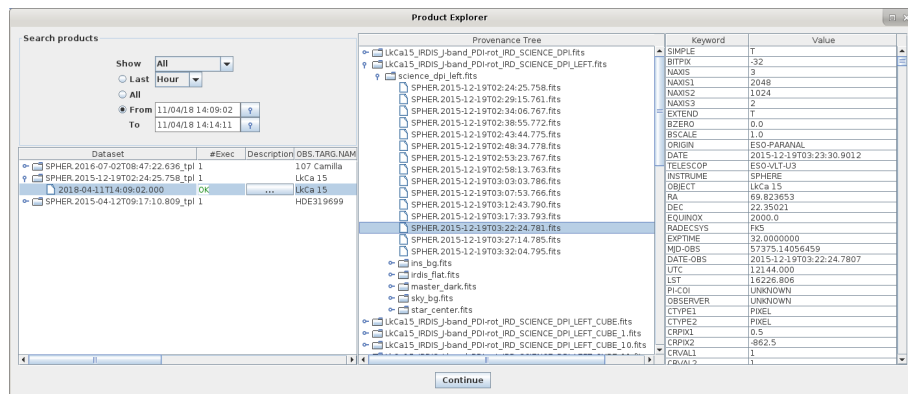 Product Explorer
Search products
Show All
Last Hour
All
From 11/04/18 14:09:02
To 11/04/18 14:14:11
Dataset #Exec Description OBS.TARG.NAM
SPHER.2016-07-02T08:47:22.636_tpl 1 107 Camilla
SPHER.2015-12-19T02:24:25.758_tpl 1 LkCa 15
2018-04-11T14:09:02.000 OK ... LkCa 15
SPHER.2015-04-12T09:17:10.809_tpl 1 HDE319699
Provenance Tree
LkCa15_IRDIS_J-band_PDI-rot_IRD_SCIENCE_DPI.fits
LkCa15_IRDIS_J-band_PDI-rot_IRD_SCIENCE_DPI_LEFT.fits
science_dpi_left.fits
SPHER.2015-12-19T02:24:25.758.fits
SPHER.2015-12-19T02:29:15.761.fits
SPHER.2015-12-19T02:34:06.767.fits
SPHER.2015-12-19T02:38:55.772.fits
SPHER.2015-12-19T02:43:44.775.fits
SPHER.2015-12-19T02:48:34.778.fits
SPHER.2015-12-19T02:53:23.767.fits
SPHER.2015-12-19T02:58:13.763.fits
SPHER.2015-12-19T03:03:03.786.fits
SPHER.2015-12-19T03:07:53.766.fits
SPHER.2015-12-19T03:12:43.790.fits
SPHER.2015-12-19T03:17:33.793.fits
SPHER.2015-12-19T03:22:24.781.fits
SPHER.2015-12-19T03:27:14.785.fits
SPHER.2015-12-19T03:32:04.795.fits
ins_bg.fits
irdis_flat.fits
master_dark.fits
sky_bg.fits
star_center.fits
LkCa15_IRDIS_J-band_PDI-rot_IRD_SCIENCE_DPI_LEFT_CUBE.fits
LkCa15_IRDIS_J-band_PDI-rot_IRD_SCIENCE_DPI_LEFT_CUBE_1.fits
LkCa15_IRDIS_J-band_PDI-rot_IRD_SCIENCE_DPI_LEFT_CUBE_10.fits
Keyword Value
SIMPLE T
BITPIX -32
NAXIS 3
NAXIS1 2048
NAXIS2 1024
NAXIS3 2
EXTEND T
BZERO 0.0
BSCALE 1.0
ORIGIN ESO-PARANAL
DATE 2015-12-19T03:23:30.9012
TELESCOP ESO-VLT-U3
INSTRUME SPHERE
OBJECT LkCa 15
RA 69.823653
DEC 22.35021
EQUINOX 2000.0
RADECSYS FK5
EXPTIME 32.0000000
MJD-OBS 57375.14056459
DATE-OBS 2015-12-19T03:22:24.7807
UTC 12144.000
LST 16226.806
PI-COI UNKNOWN
OBSERVER UNKNOWN
CTYPE1 PIXEL
CTYPE2 PIXEL
CRPIX1 0.5
CRPIX2 -862.5
CRVAL1 1
CRVAL2 1
Continue